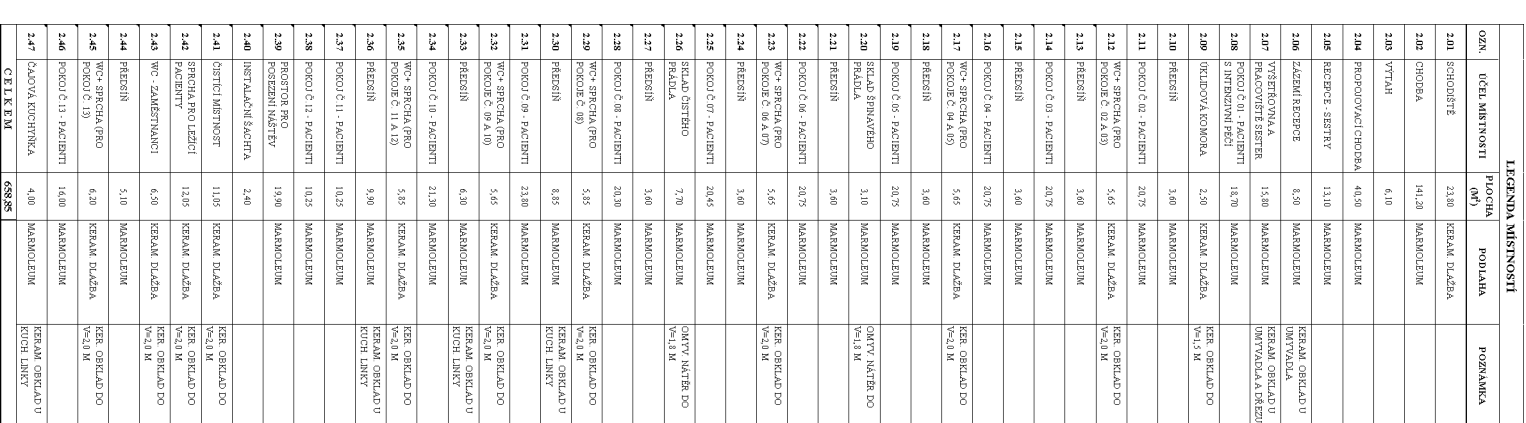 LEGENDA MÍSTNOSTÍ
OZN. ÚČEL MÍSTNOSTI PLOCHA (M²) PODLAHA POZNÁMKA
2.01 SCHODIŠTĚ 23,80 KERAM. DLAŽBA
2.02 CHODBA 141,20 MARMOLEUM
2.03 VÝTAH 6,10
2.04 PROPOJOVACÍ CHODBA 40,50 MARMOLEUM
2.05 RECEPCE - SESTRY 13,10 MARMOLEUM
2.06 ZÁZEMÍ RECEPCE 8,50 MARMOLEUM KERAM. OBKLAD U
UMYVADLA
2.07 VYŠETŘOVNA A 15,80 MARMOLEUM KERAM. OBKLAD U
PRACOVIŠTĚ SESTER UMYVADLA A DŘEZU
2.08 POKOJ Č 01 - PACIENTI 18,70 MARMOLEUM
S INTENZIVNÍ PÉČÍ
2.09 ÚKLIDOVÁ KOMORA 2,50 KERAM. DLAŽBA KER. OBKLAD DO
V=1,5 M
2.10 PŘEDSÍŇ 3,60 MARMOLEUM
2.11 POKOJ Č 02 - PACIENTI 20,75 MARMOLEUM
2.12 WC+ SPRCHA (PRO 5,65 KERAM. DLAŽBA KER. OBKLAD DO
POKOJE Č. 02 A 03) V=2,0 M
2.13 PŘEDSÍŇ 3,60 MARMOLEUM
2.14 POKOJ Č 03 - PACIENTI 20,75 MARMOLEUM
2.15 PŘEDSÍŇ 3,60 MARMOLEUM
2.16 POKOJ Č 04 - PACIENTI 20,75 MARMOLEUM
2.17 WC+ SPRCHA (PRO 5,65 KERAM. DLAŽBA KER. OBKLAD DO
POKOJE Č. 04 A 05) V=2,0 M
2.18 PŘEDSÍŇ 3,60 MARMOLEUM
2.19 POKOJ Č 05 - PACIENTI 20,75 MARMOLEUM
2.20 SKLAD ŠPINAVÉHO 3,10 MARMOLEUM OMYV. NÁTĚR DO
PRÁDLA V=1,8 M
2.21 PŘEDSÍŇ 3,60 MARMOLEUM
2.22 POKOJ Č 06 - PACIENTI 20,75 MARMOLEUM
2.23 WC+ SPRCHA (PRO 5,65 KERAM. DLAŽBA KER. OBKLAD DO
POKOJE Č. 06 A 07) V=2,0 M
2.24 PŘEDSÍŇ 3,60 MARMOLEUM
2.25 POKOJ Č 07 - PACIENTI 20,45 MARMOLEUM
2.26 SKLAD ČISTÉHO 7,70 MARMOLEUM OMYV. NÁTĚR DO
PRÁDLA V=1,8 M
2.27 PŘEDSÍŇ 3,60 MARMOLEUM
2.28 POKOJ Č 08 - PACIENTI 20,30 MARMOLEUM
2.29 WC+ SPRCHA (PRO 5,85 KERAM. DLAŽBA KER. OBKLAD DO
POKOJE Č. 08) V=2,0 M
2.30 PŘEDSÍŇ 8,85 MARMOLEUM KERAM. OBKLAD U
KUCH. LINKY
2.31 POKOJ Č 09 - PACIENTI 23,80 MARMOLEUM
2.32 WC+ SPRCHA (PRO 5,65 KERAM. DLAŽBA KER. OBKLAD DO
POKOJE Č. 09 A 10) V=2,0 M
2.33 PŘEDSÍŇ 6,30 MARMOLEUM KERAM. OBKLAD U
KUCH. LINKY
2.34 POKOJ Č 10 - PACIENTI 21,30 MARMOLEUM
2.35 WC+ SPRCHA (PRO 5,85 KERAM. DLAŽBA KER. OBKLAD DO
POKOJE Č. 11 A 12) V=2,0 M
2.36 PŘEDSÍŇ 9,90 MARMOLEUM KERAM. OBKLAD U
KUCH. LINKY
2.37 POKOJ Č 11 - PACIENTI 10,25 MARMOLEUM
2.38 POKOJ Č 12 - PACIENTI 10,25 MARMOLEUM
2.39 PROSTOR PRO 19,90 MARMOLEUM
POSEZENÍ NÁŠTĚV
2.40 INSTALAČNÍ ŠACHTA 2,40
2.41 ČISTÍCÍ MÍSTNOST 11,05 KERAM. DLAŽBA KER. OBKLAD DO
V=2,0 M
2.42 SPRCHA PRO LEŽÍCÍ 12,05 KERAM. DLAŽBA KER. OBKLAD DO
PACIENTY V=2,0 M
2.43 WC - ZAMĚSTNANCI 6,50 KERAM. DLAŽBA KER. OBKLAD DO
V=2,0 M
2.44 PŘEDSÍŇ 5,10 MARMOLEUM
2.45 WC+ SPRCHA (PRO 6,20 KERAM. DLAŽBA KER. OBKLAD DO
POKOJ Č. 13) V=2,0 M
2.46 POKOJ Č 13 - PACIENTI 16,00 MARMOLEUM
2.47 ČAJOVÁ KUCHYŇKA 4,00 MARMOLEUM KERAM. OBKLAD U
KUCH. LINKY
C E L K E M 658,85